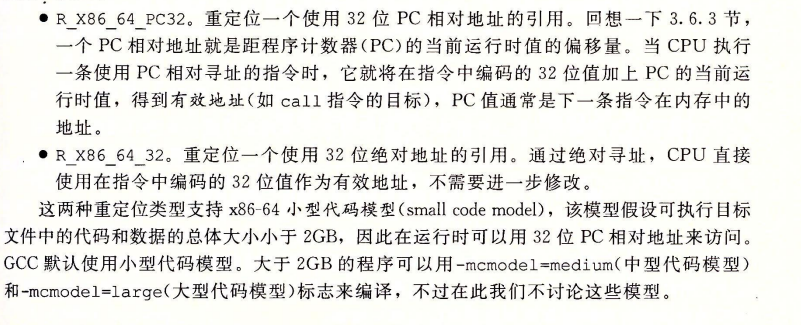 ● R_X86_64_PC32。重定位一个使用 32 位 PC 相对地址的引用。回想一下 3.6.3 节，
一个 PC 相对地址就是距程序计数器(PC)的当前运行时值的偏移量。当 CPU 执行
一条使用 PC 相对寻址的指令时，它就将在指令中编码的 32 位值加上 PC 的当前运
行时值，得到有效地址(如 call 指令的目标)，PC 值通常是下一条指令在内存中的
地址。
● R_X86_64_32。重定位一个使用 32 位绝对地址的引用。通过绝对寻址，CPU 直接
使用在指令中编码的 32 位值作为有效地址，不需要进一步修改。
这两种重定位类型支持 x86-64 小型代码模型(small code model)，该模型假设可执行目标
文件中的代码和数据的总体大小小于 2GB，因此在运行时可以用 32 位 PC 相对地址来访问。
GCC 默认使用小型代码模型。大于 2GB 的程序可以用-mcmodel=medium(中型代码模型)
和-mcmodel=large(大型代码模型)标志来编译，不过在此我们不讨论这些模型。